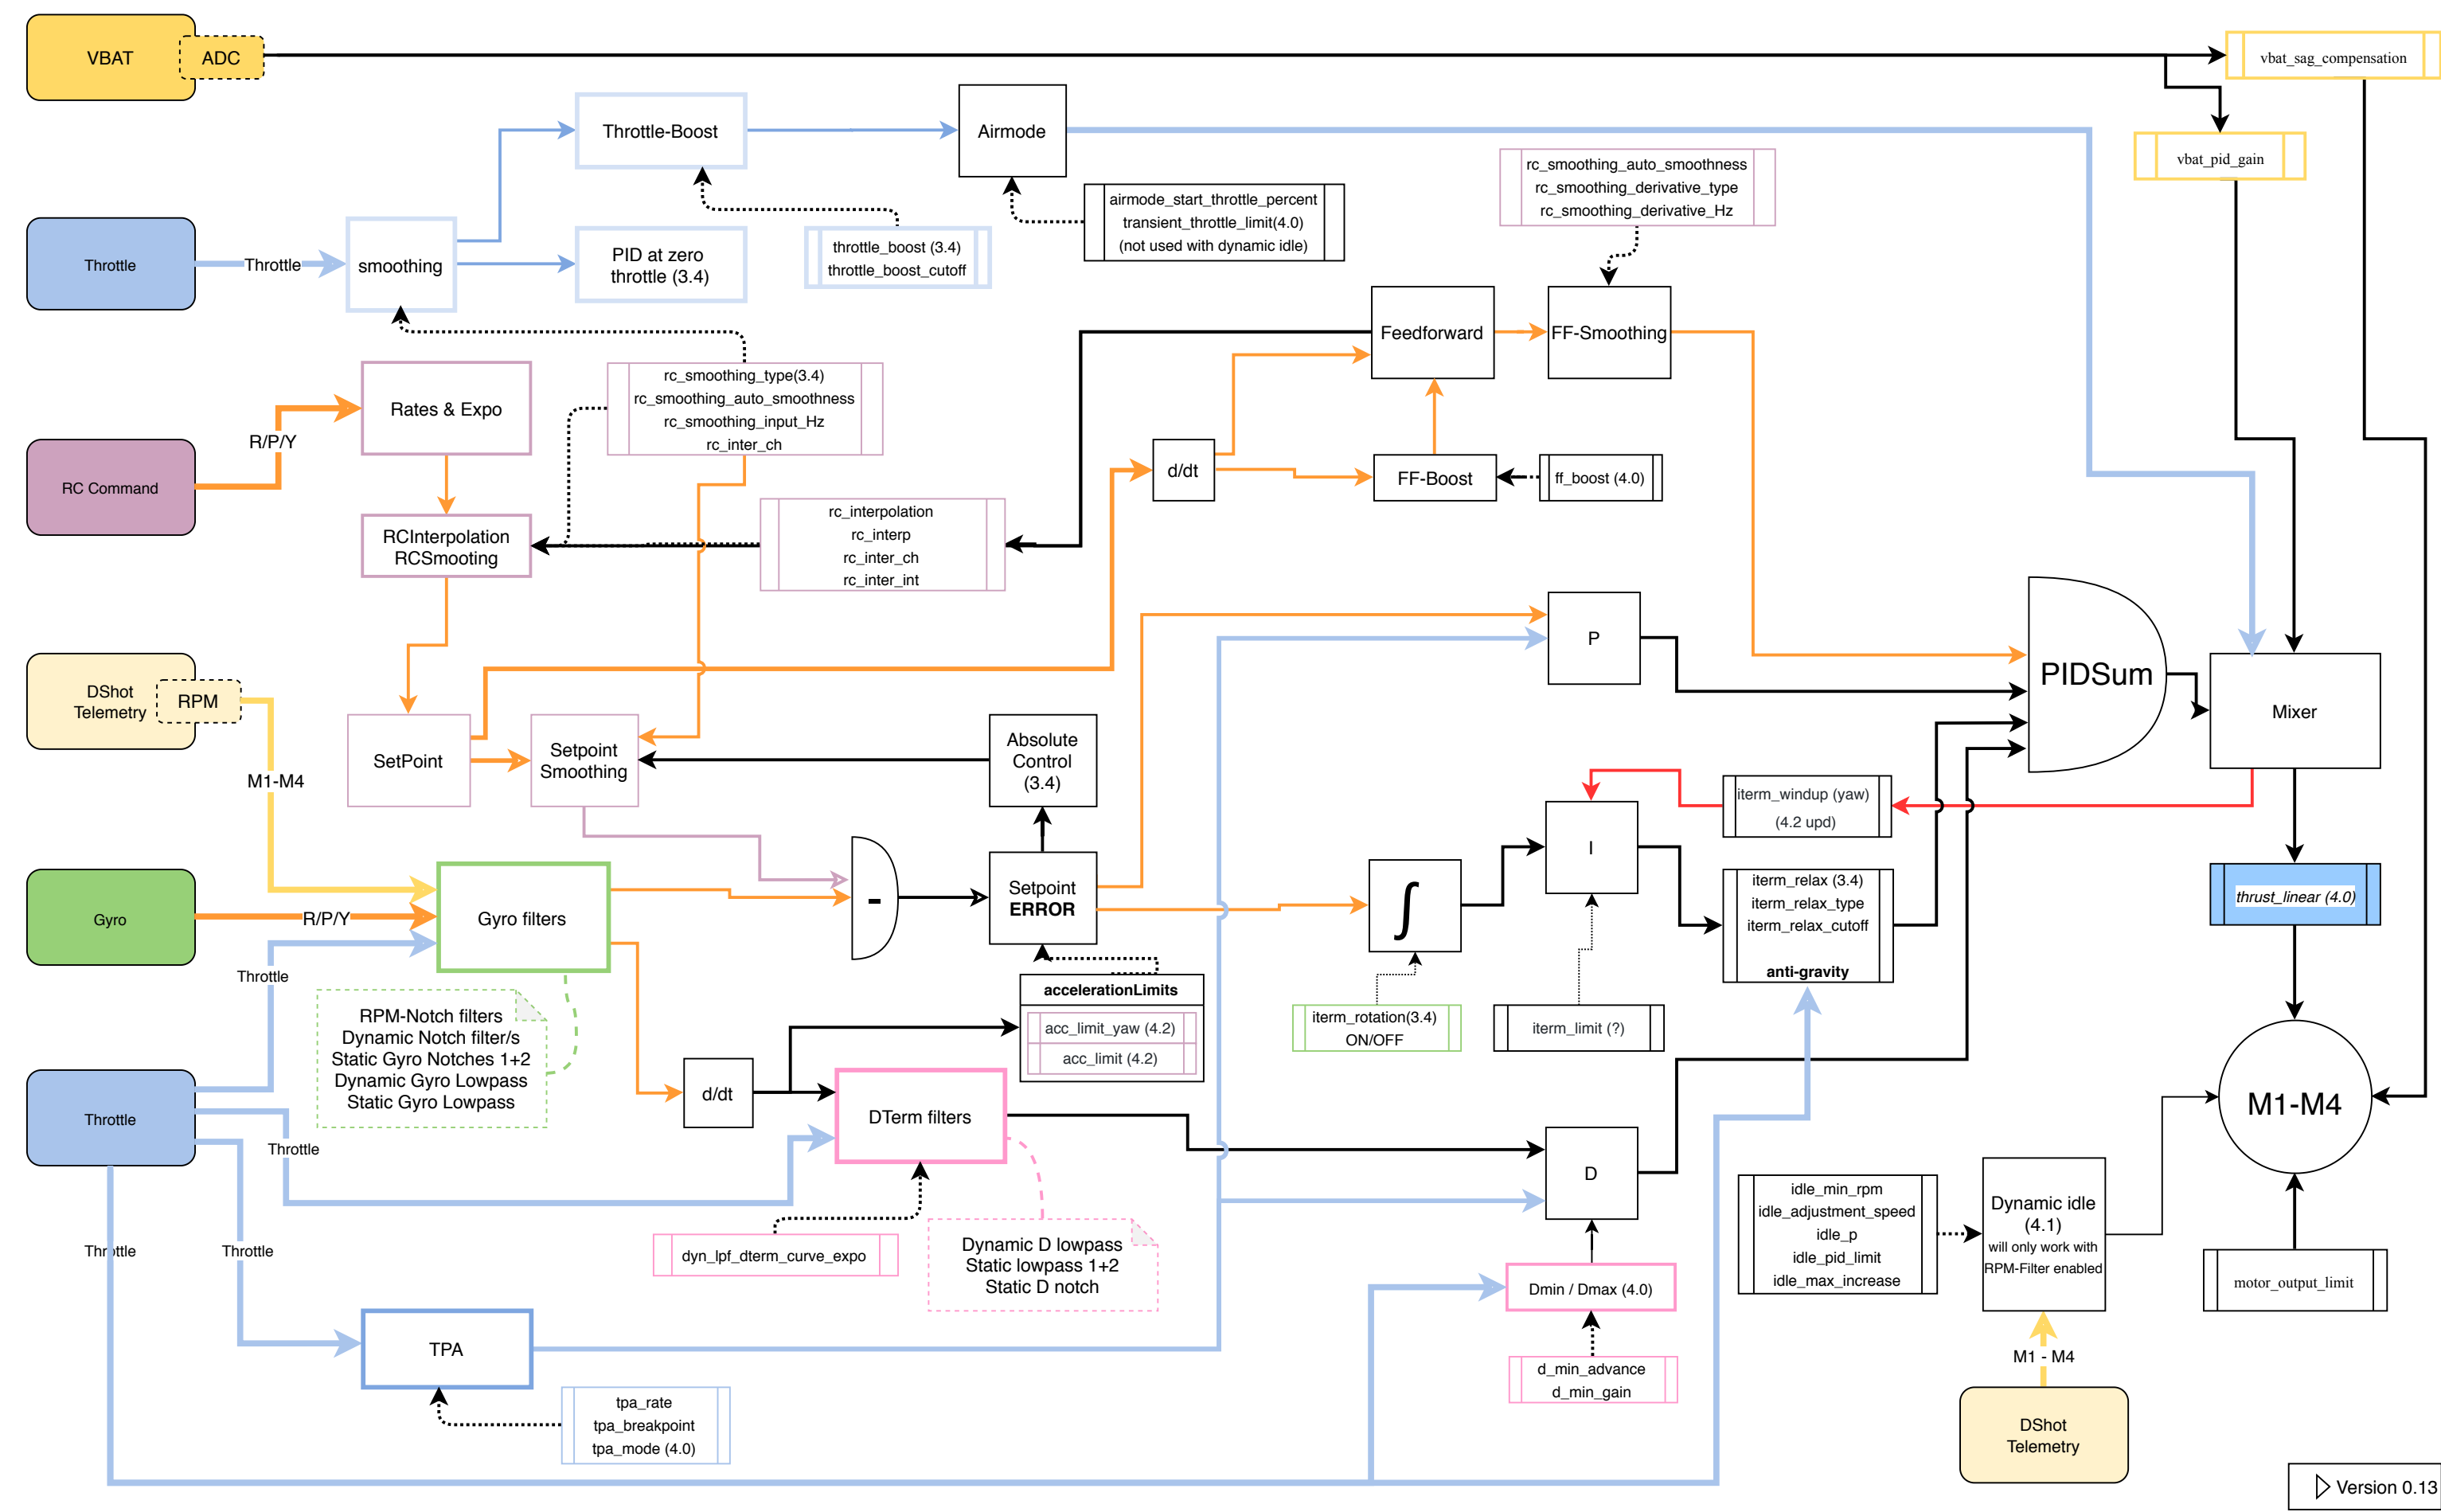 VBAT
ADC
vbat_sag_compensation
Throttle-Boost
Airmode
vbat_pid_gain
rc_smoothing_auto_smoothness
rc_smoothing_derivative_type
rc_smoothing_derivative_Hz
airmode_start_throttle_percent
transient_throttle_limit(4.0)
(not used with dynamic idle)
Throttle
Throttle
smoothing
PID at zero
throttle (3.4)
throttle_boost (3.4)
throttle_boost_cutoff
Feedforward
FF-Smoothing
Rates & Expo
rc_smoothing_type(3.4)
rc_smoothing_auto_smoothness
rc_smoothing_input_Hz
rc_inter_ch
R/P/Y
RC Command
d/dt
FF-Boost
ff_boost (4.0)
RCInterpolation
RCSmooting
rc_interpolation
rc_interp
rc_inter_ch
rc_inter_int
P
PIDSum
DShot
Telemetry
RPM
Mixer
M1-M4
SetPoint
Setpoint
Smoothing
Absolute
Control
(3.4)
iterm_windup (yaw)
(4.2 upd)
I
Gyro
R/P/Y
Gyro filters
-
Setpoint
ERROR
∫
iterm_relax (3.4)
iterm_relax_type
iterm_relax_cutoff
anti-gravity
thrust_linear (4.0)
Throttle
accelerationLimits
acc_limit_yaw (4.2)
acc_limit (4.2)
RPM-Notch filters
Dynamic Notch filter/s
Static Gyro Notches 1+2
Dynamic Gyro Lowpass
Static Gyro Lowpass
iterm_rotation(3.4)
ON/OFF
iterm_limit (?)
Throttle
Throttle
d/dt
DTerm filters
M1-M4
D
idle_min_rpm
idle_adjustment_speed
idle_p
idle_pid_limit
idle_max_increase
Dynamic idle
(4.1)
will only work with
RPM-Filter enabled
Throttle
Throttle
dyn_lpf_dterm_curve_expo
Dynamic D lowpass
Static lowpass 1+2
Static D notch
Dmin / Dmax (4.0)
motor_output_limit
TPA
M1 - M4
d_min_advance
d_min_gain
tpa_rate
tpa_breakpoint
tpa_mode (4.0)
DShot
Telemetry
Version 0.13